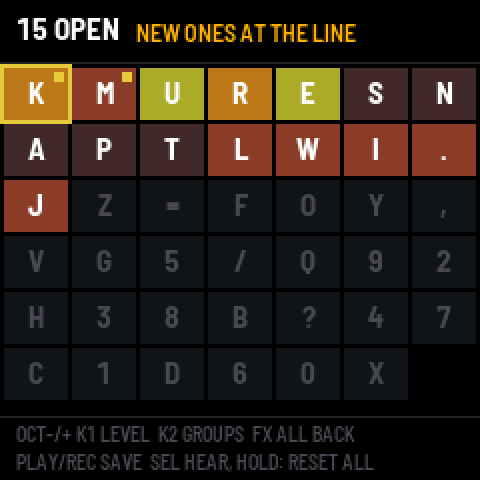 15 OPEN NEW ONES AT THE LINE
K M U R E S N
A P T L W I .
J Z = F O Y ,
V G 5 / Q 9 2
H 3 8 B ? 4 7
C 1 D 6 0 X
OCT-/+ K1 LEVEL K2 GROUPS FX ALL BACK
PLAY/REC SAVE SEL HEAR, HOLD: RESET ALL